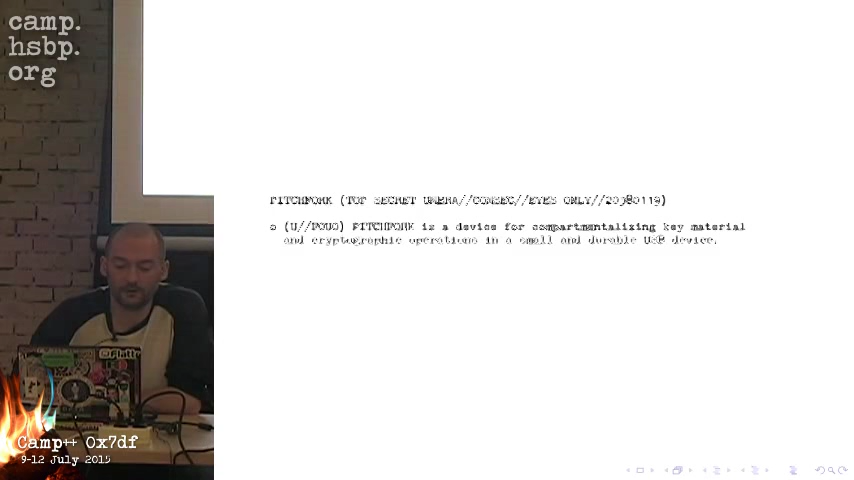 camp.
hsbp.
org
PITCHFORK (TOP SECRET UMBRA//COMSEC//EYES ONLY//20380119)
o (U//FOUO) PITCHFORK is a device for compartmentalizing key material
and cryptographic operations in a small and durable USB device.
Camp++ 0x7df
9-12 July 2015